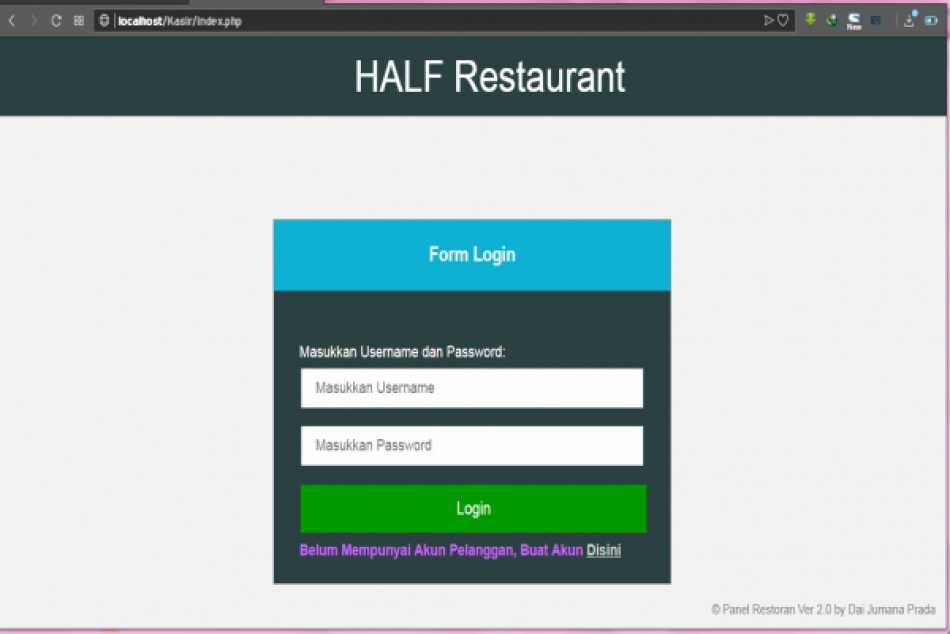 localhost/Kasir/index.php
New
HALF Restaurant
Form Login
Masukkan Username dan Password:
Masukkan Username
Masukkan Password
Login
Belum Mempunyai Akun Pelanggan, Buat Akun Disini
© Panel Restoran Ver 2.0 by Dai Jumana Prada